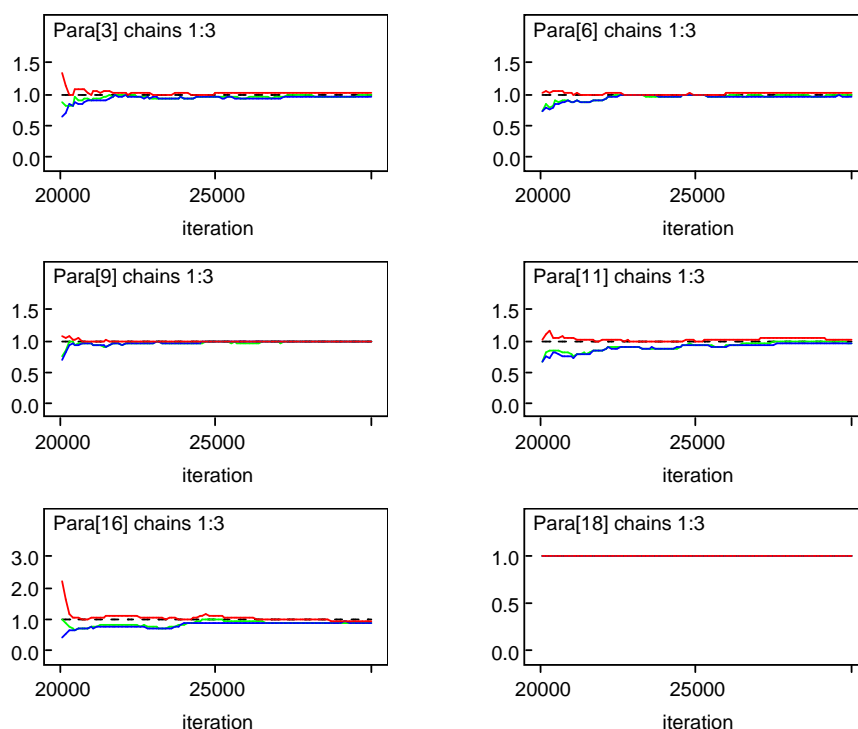 Para[3] chains 1:3
1.5
1.0
0.5
0.0
20000 25000
iteration
Para[6] chains 1:3
1.5
1.0
0.5
0.0
20000 25000
iteration
Para[9] chains 1:3
1.5
1.0
0.5
0.0
20000 25000
iteration
Para[11] chains 1:3
1.5
1.0
0.5
0.0
20000 25000
iteration
Para[16] chains 1:3
3.0
2.0
1.0
0.0
20000 25000
iteration
Para[18] chains 1:3
1.0
0.5
0.0
20000 25000
iteration